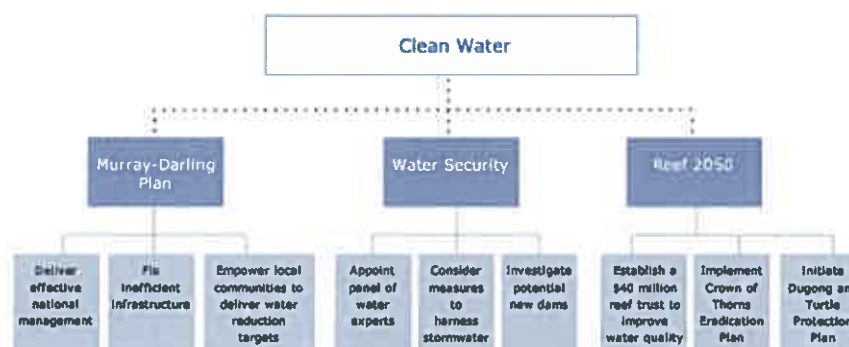 Clean Water
Murray-Darling
Plan
Water Security
Reef 2050
Deliver
effective
national
management
Fix
inefficient
infrastructure
Empower local
communities to
deliver water
reduction
targets
Appoint
panel of
water
experts
Consider
measures
to
harness
stormwater
Investigate
potential
new dams
Establish a
$40 million
reef trust to
improve
water quality
Implement
Crown of
Thorns
Eradication
Plan
Initiate
Dugong an
Turtle
Protection
Plan